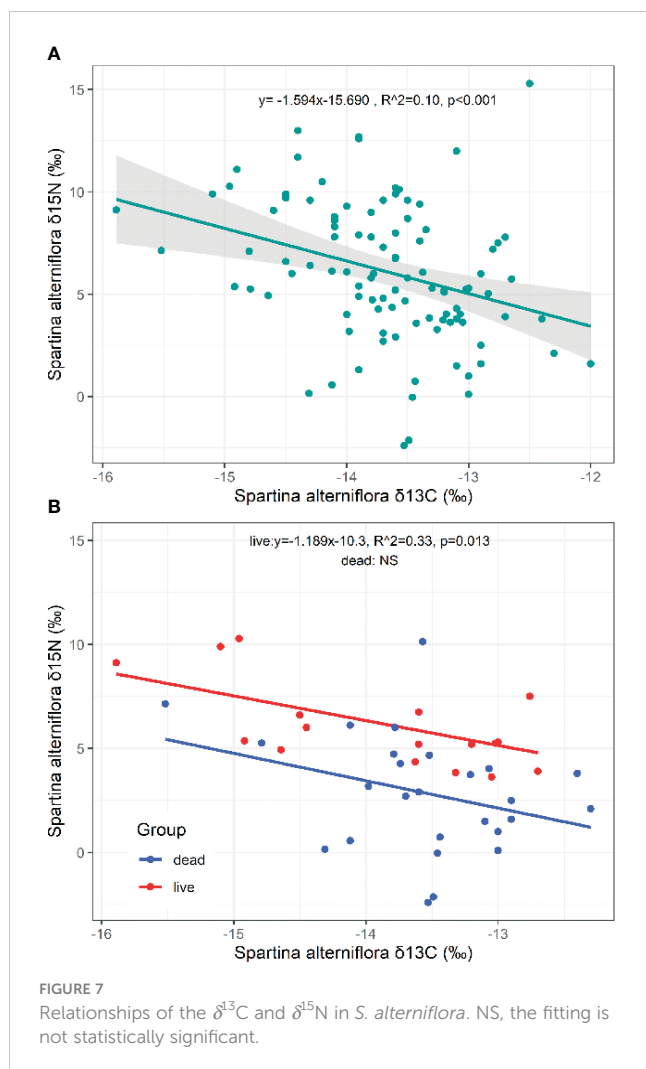 A
y= -1.594x-15.690 , R^2=0.10, p<0.001
15
10
5
0
Spartina alterniflora δ15N (‰)
-16 -15 -14 -13 -12
Spartina alterniflora δ13C (‰)
B
live:y=-1.189x-10.3, R^2=0.33, p=0.013
dead: NS
15
10
5
0
Spartina alterniflora δ15N (‰)
Group
dead
live
-16 -15 -14 -13
Spartina alterniflora δ13C (‰)
FIGURE 7
Relationships of the δ¹³C and δ¹⁵N in S. alterniflora. NS, the fitting is
not statistically significant.